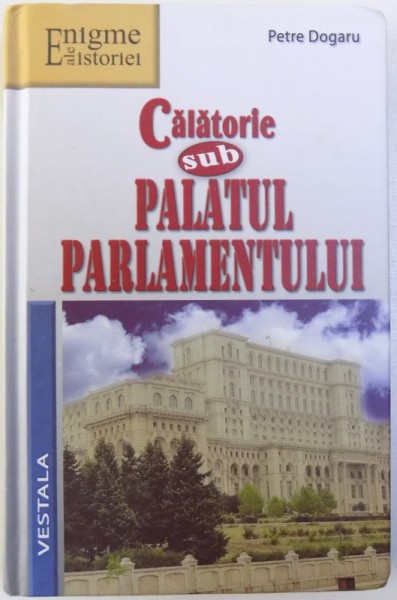 Enigme
ale istoriei
Petre Dogaru
Călătorie
sub
PALATUL
PARLAMENTULUI
VESTALA